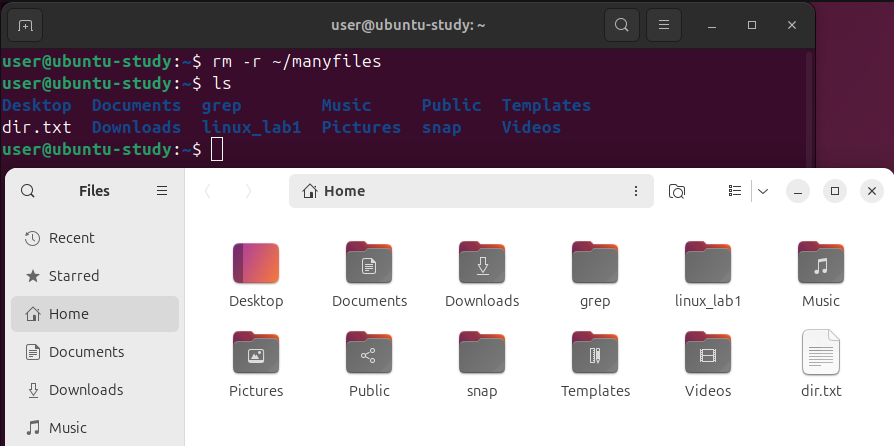 user@ubuntu-study: ~
user@ubuntu-study:~$ rm -r ~/manyfiles
user@ubuntu-study:~$ ls
Desktop Documents grep Music Public Templates
dir.txt Downloads linux_lab1 Pictures snap Videos
user@ubuntu-study:~$
Files
Home
Recent
Starred
Home
Documents
Downloads
Music
Desktop Documents Downloads grep linux_lab1 Music
Pictures Public snap Templates Videos dir.txt